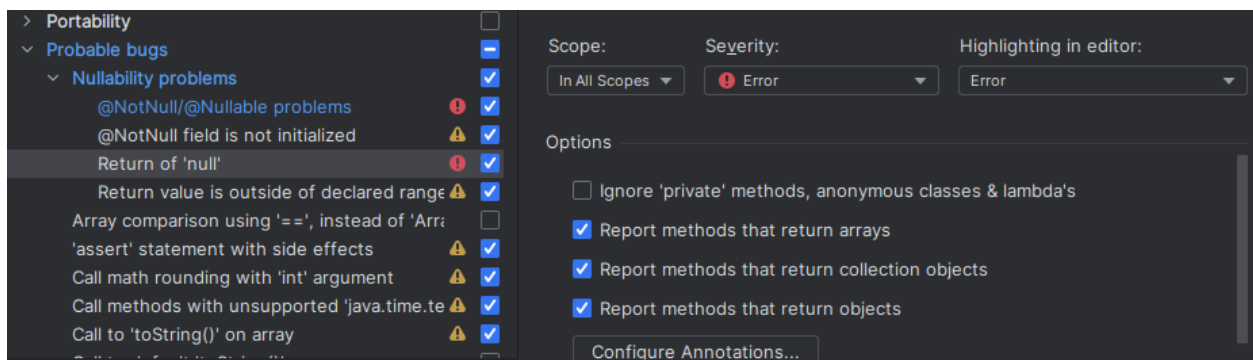 Portability
Probable bugs
Nullability problems
@NotNull/@Nullable problems
@NotNull field is not initialized
Return of 'null'
Return value is outside of declared range
Array comparison using '==', instead of 'Arra
'assert' statement with side effects
Call math rounding with 'int' argument
Call methods with unsupported 'java.time.te
Call to 'toString()' on array
Scope:
Severity:
Highlighting in editor:
In All Scopes
Error
Error
Options
Ignore 'private' methods, anonymous classes & lambda's
Report methods that return arrays
Report methods that return collection objects
Report methods that return objects
Configure Annotations...